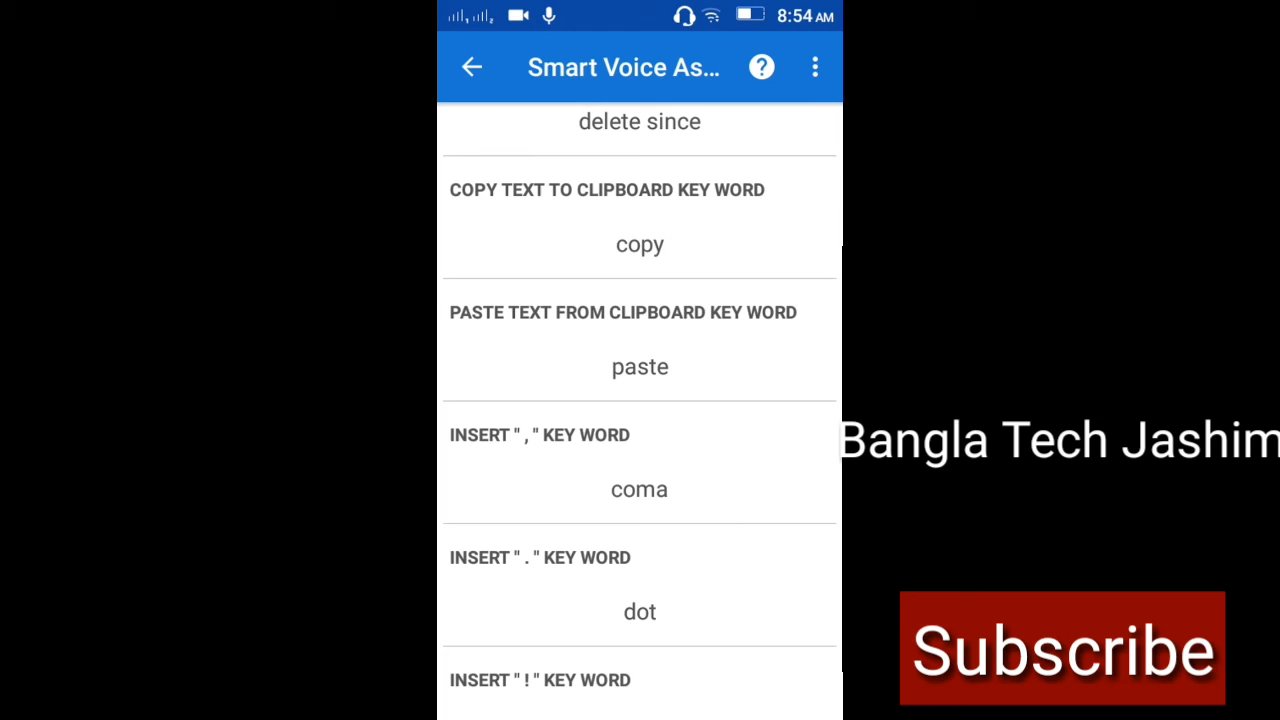 8:54 AM
Smart Voice As...
delete since
COPY TEXT TO CLIPBOARD KEY WORD
copy
PASTE TEXT FROM CLIPBOARD KEY WORD
paste
INSERT " , " KEY WORD
coma
INSERT " . " KEY WORD
dot
INSERT " ! " KEY WORD
Bangla Tech Jashim
Subscribe